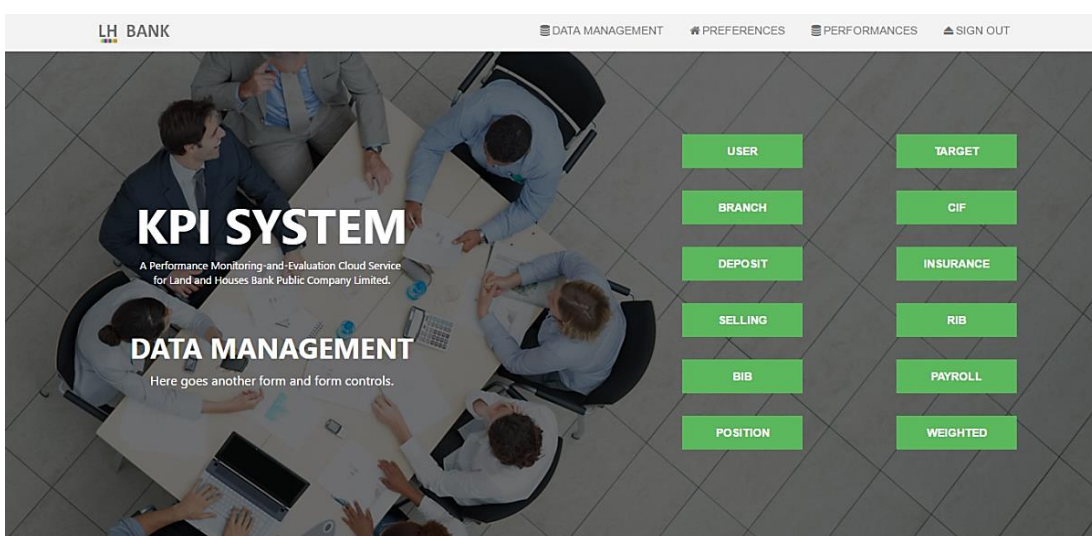 LH BANK
DATA MANAGEMENT
PREFERENCES
PERFORMANCES
SIGN OUT
KPI SYSTEM
A Performance Monitoring-and-Evaluation Cloud Service
for Land and Houses Bank Public Company Limited.
DATA MANAGEMENT
Here goes another form and form controls.
USER
TARGET
BRANCH
CIF
DEPOSIT
INSURANCE
SELLING
RIB
BIB
PAYROLL
POSITION
WEIGHTED